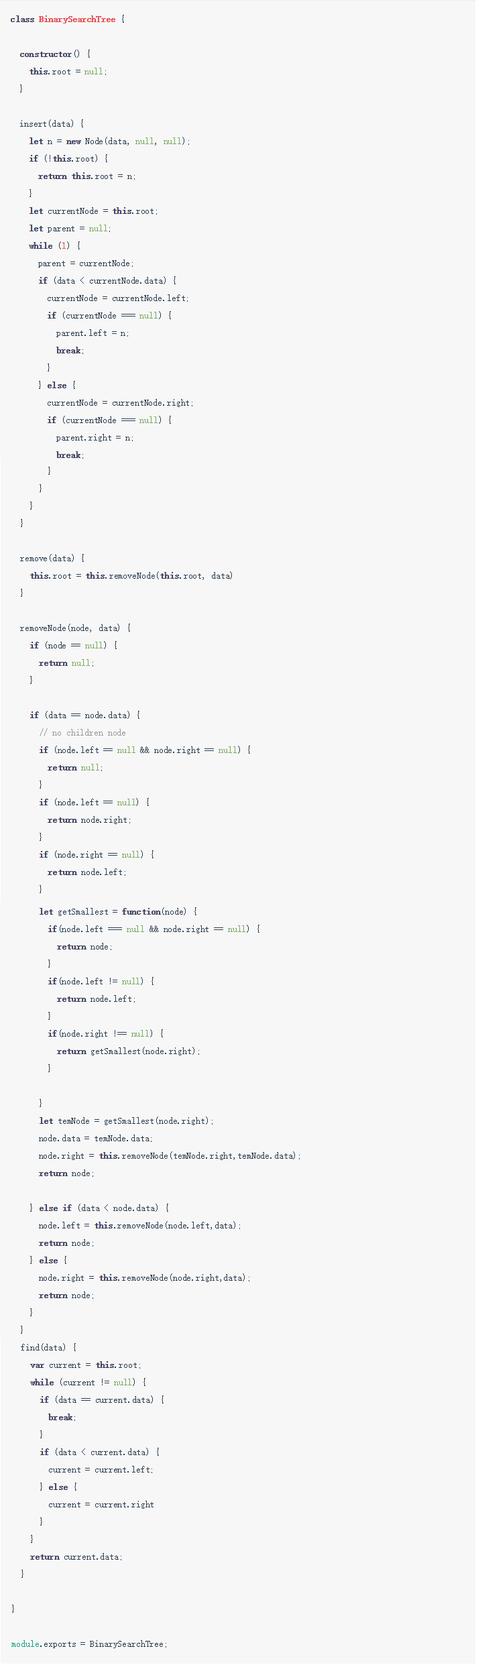 class BinarySearchTree {
constructor() {
this.root = null;
}
insert(data) {
let n = new Node(data, null, null);
if (!this.root) {
return this.root = n;
}
let currentNode = this.root;
let parent = null;
while (1) {
parent = currentNode;
if (data < currentNode.data) {
currentNode = currentNode.left;
if (currentNode === null) {
parent.left = n;
break;
}
} else {
currentNode = currentNode.right;
if (currentNode === null) {
parent.right = n;
break;
}
}
}
}
remove(data) {
this.root = this.removeNode(this.root, data)
}
removeNode(node, data) {
if (node == null) {
return null;
}
if (data == node.data) {
// no children node
if (node.left == null && node.right == null) {
return null;
}
if (node.left == null) {
return node.right;
}
if (node.right == null) {
return node.left;
}
let getSmallest = function(node) {
if(node.left === null && node.right == null) {
return node;
}
if(node.left != null) {
return node.left;
}
if(node.right !== null) {
return getSmallest(node.right);
}
}
let temNode = getSmallest(node.right);
node.data = temNode.data;
node.right = this.removeNode(temNode.right,temNode.data);
return node;
} else if (data < node.data) {
node.left = this.removeNode(node.left,data);
return node;
} else {
node.right = this.removeNode(node.right,data);
return node;
}
}
find(data) {
var current = this.root;
while (current != null) {
if (data == current.data) {
break;
}
if (data < current.data) {
current = current.left;
} else {
current = current.right
}
}
return current.data;
}
}
module.exports = BinarySearchTree;